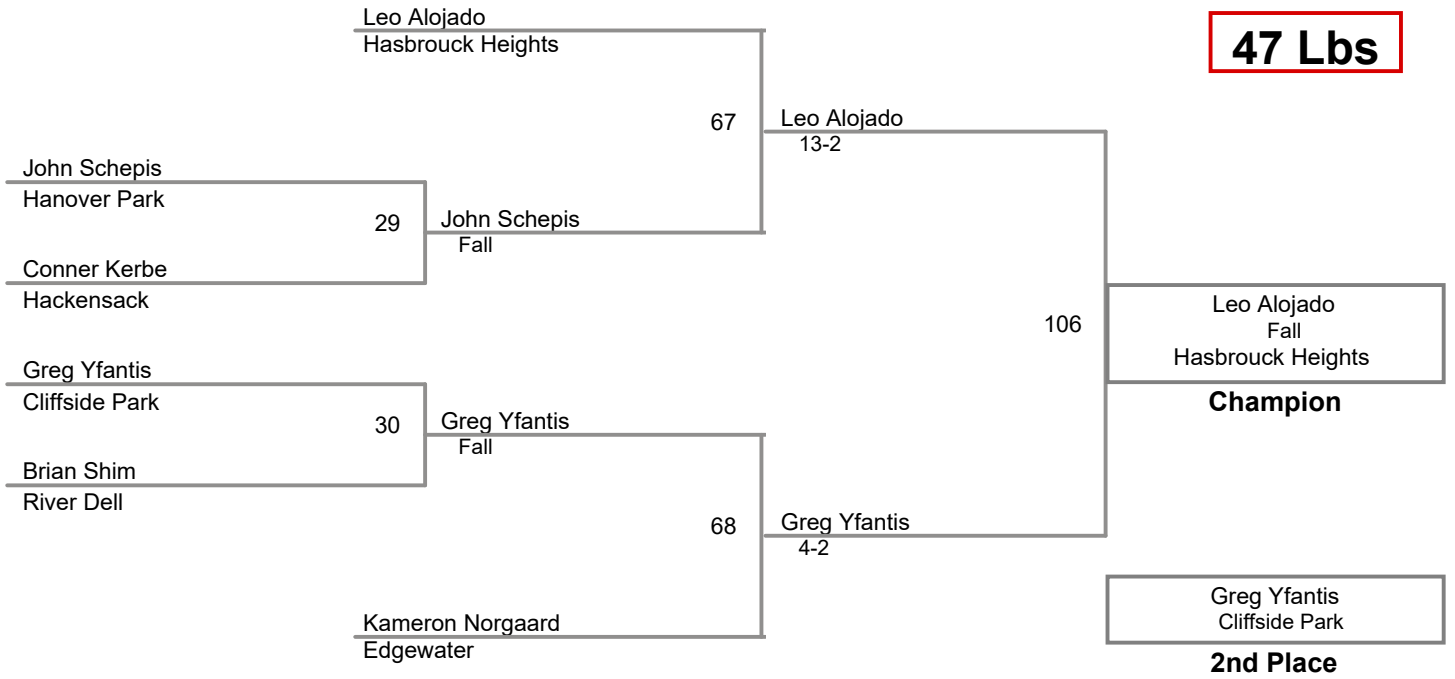 Leo Alojado
Hasbrouck Heights
47 Lbs
67
Leo Alojado
13-2
John Schepis
Hanover Park
29
John Schepis
Fall
Conner Kerbe
Hackensack
106
Leo Alojado
Fall
Hasbrouck Heights
Champion
Greg Yfantis
Cliffside Park
30
Greg Yfantis
Fall
Brian Shim
River Dell
68
Greg Yfantis
4-2
Kameron Norgaard
Edgewater
Greg Yfantis
Cliffside Park
2nd Place